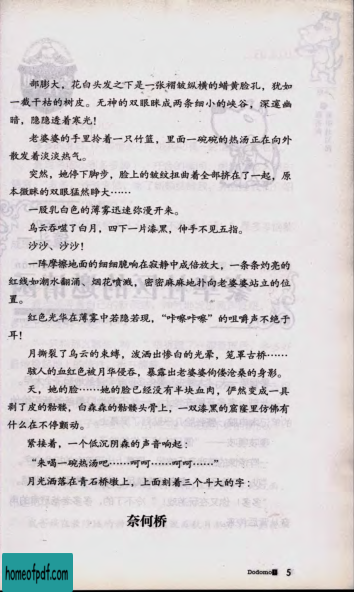 部膨大，花白头发之下是一张褶皱纵横的蜡黄脸孔，犹如
一截干枯的树皮。无神的双眼眯成两条细小的峡谷，深邃幽
暗，隐隐透着寒光！
老婆婆的手里拎着一只竹篮，里面一碗碗的热汤正在向外
散发着淡淡热气。
突然，她停下脚步，脸上的皱纹扭曲着全部挤在了一起，原
本微眯的双眼猛然睁大……
一股乳白色的薄雾迅速弥漫开来。
乌云吞噬了白月，四下一片漆黑，伸手不见五指。
沙沙、沙沙！
一阵摩擦地面的细细脆响在寂静中成倍放大，一条条灼亮的
红线如潮水翻涌、烟花喷溅，密密麻麻地扑向老婆婆站立的位
置。
红色光华在薄雾中若隐若现，“咔嚓咔嚓”的咀嚼声不绝于
耳！
月撕裂了乌云的束缚，泼洒出惨白的光晕，笼罩古桥……
骇人的血红色被月华侵吞，暴露出老婆婆佝偻沧桑的身影。
天，她的脸……她的脸已经没有半块血肉，俨然变成一具
剥了皮的骷髅，白森森的骷髅头骨上，一双漆黑的窟窿里仿佛有
什么在不停颤动。
紧接着，一个低沉阴森的声音响起：
“来喝一碗热汤吧……呵呵……呵呵……”
月光洒落在青石桥墩上，上面刻着三个斗大的字：
奈何桥
Dodomo 5
homeofpdf.com